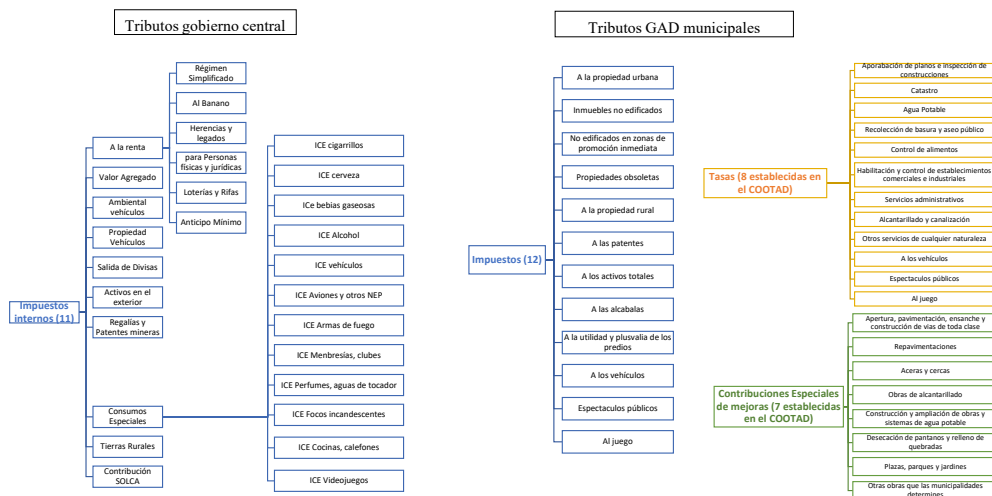 Tributos gobierno central
Impuestos
internos (11)
A la renta
Valor Agregado
Ambiental
vehículos
Propiedad
Vehículos
Salida de Divisas
Activos en el
exterior
Regalías y
Patentes mineras
Consumos
Especiales
Tierras Rurales
Contribución
SOLCA
Régimen
Simplificado
Al Banano
Herencias y
legados
para Personas
físicas y jurídicas
Loterías y Rifas
Anticipo Mínimo
ICE cigarrillos
ICE cerveza
ICe bebias gaseosas
ICE Alcohol
ICE vehículos
ICE Aviones y otros NEP
ICE Armas de fuego
ICE Menbresías, clubes
ICE Perfumes, aguas de tocador
ICE Focos incandescentes
ICE Cocinas, calefones
ICE Videojuegos
Tributos GAD municipales
Impuestos (12)
A la propiedad urbana
Inmuebles no edificados
No edificados en zonas de
promoción inmediata
Propiedades obsoletas
A la propiedad rural
A las patentes
A los activos totales
A las alcabalas
A la utilidad y plusvalia de los
predios
A los vehículos
Espectaculos públicos
Al juego
Tasas (8 establecidas en
el COOTAD)
Aporabación de planos e inspección de
construcciones
Catastro
Agua Potable
Recolección de basura y aseo público
Control de alimentos
Habilitación y control de establecimientos
comerciales e industriales
Servicios administrativos
Alcantarillado y canalización
Otros servicios de cualquier naturaleza
A los vehículos
Espectaculos públicos
Al juego
Contribuciones Especiales
de mejoras (7 establecidas
en el COOTAD)
Apertura, pavimentación, ensanche y
construcción de vias de toda clase
Repavimentaciones
Aceras y cercas
Obras de alcantarillado
Construcción y ampliación de obras y
sistemas de agua potable
Desecación de pantanos y relleno de
quebradas
Plazas, parques y jardines
Otras obras que las municipalidades
determines